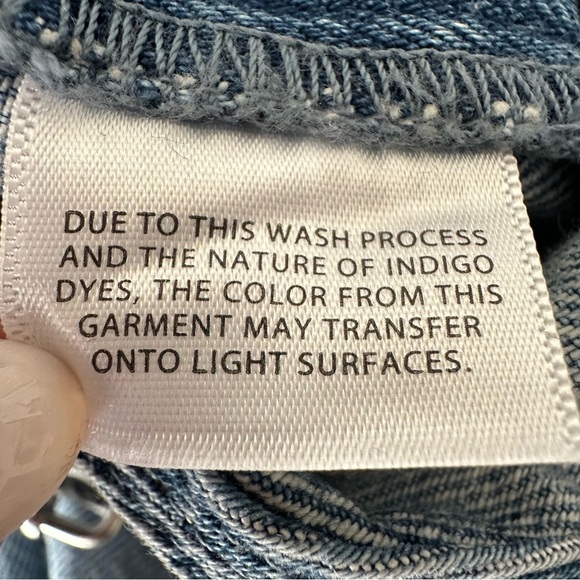 DUE TO THIS WASH PROCESS
AND THE NATURE OF INDIGO
DYES, THE COLOR FROM THIS
GARMENT MAY TRANSFER
ONTO LIGHT SURFACES.